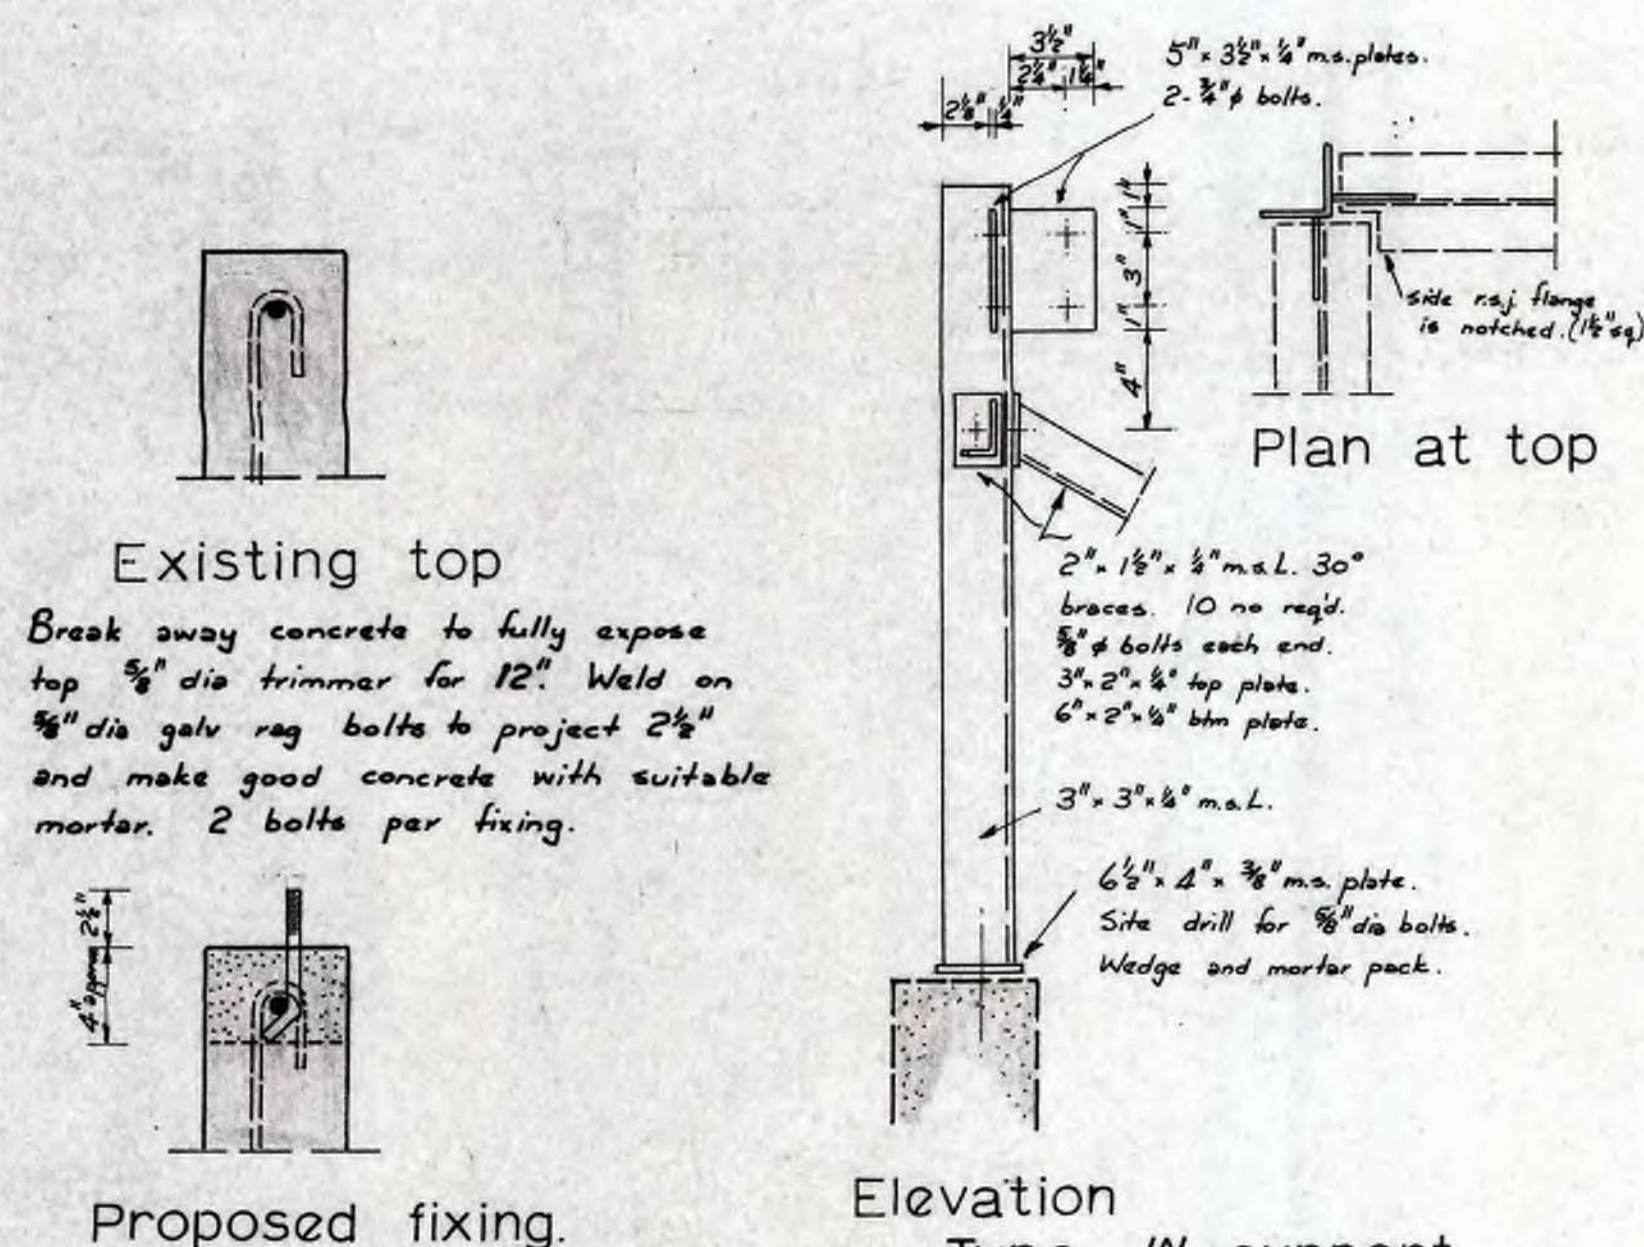 3½"
2¼" 1¼"
2⅛" ¼"
5"x 3½"x ¼" m.s. plates.
2- ¾" ϕ bolts.
1"
1"
3"
1"
4"
side r.s.j. flange
is notched. (1½" sq)
Plan at top
Existing top
Break away concrete to fully expose
top ⅝" dia trimmer for 12". Weld on
⅝" dia galv rag bolts to project 2½"
and make good concrete with suitable
mortar. 2 bolts per fixing.
2"x 1½"x ¼" m.s.L. 30°
braces. 10 no req'd.
⅝" ϕ bolts each end.
3"x 2"x ¼" top plate.
6"x 2"x ¼" btm plate.
3"x 3"x ¼" m.s.L.
6½"x 4"x ⅜" m.s. plate.
Site drill for ⅝" dia bolts.
Wedge and mortar pack.
2½"
4" approx
Proposed fixing.
Elevation
Type support